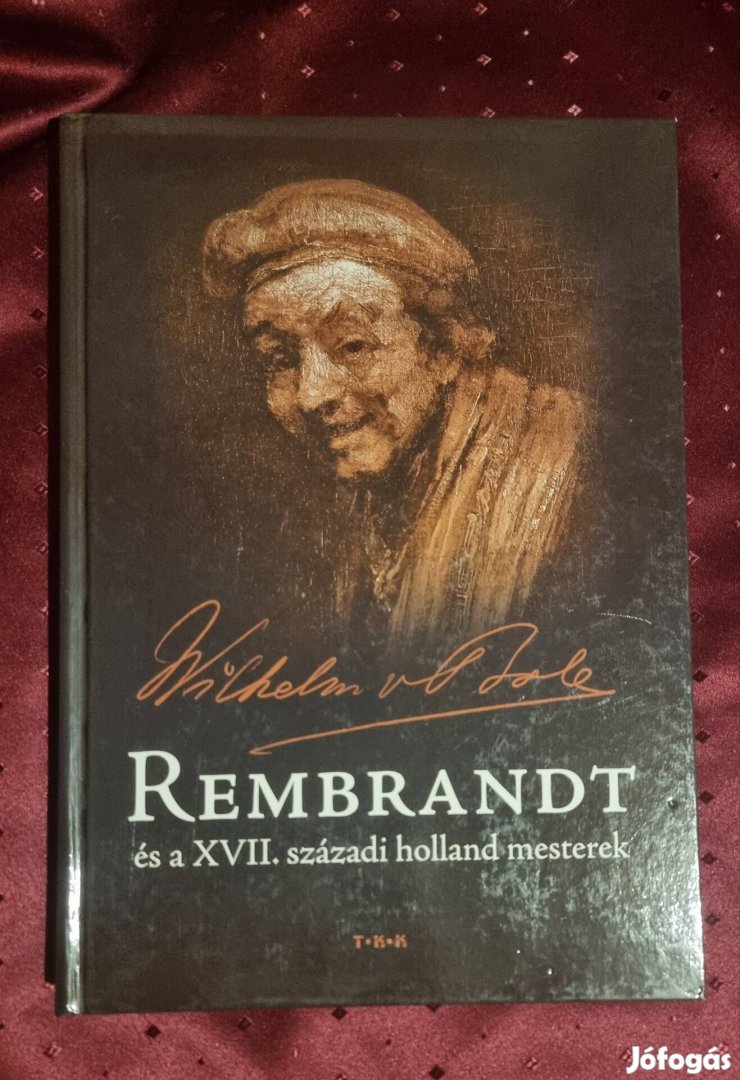 Wilhelm v Bode
REMBRANDT
és a XVII. századi holland mesterek
T•K•K
Jófogás